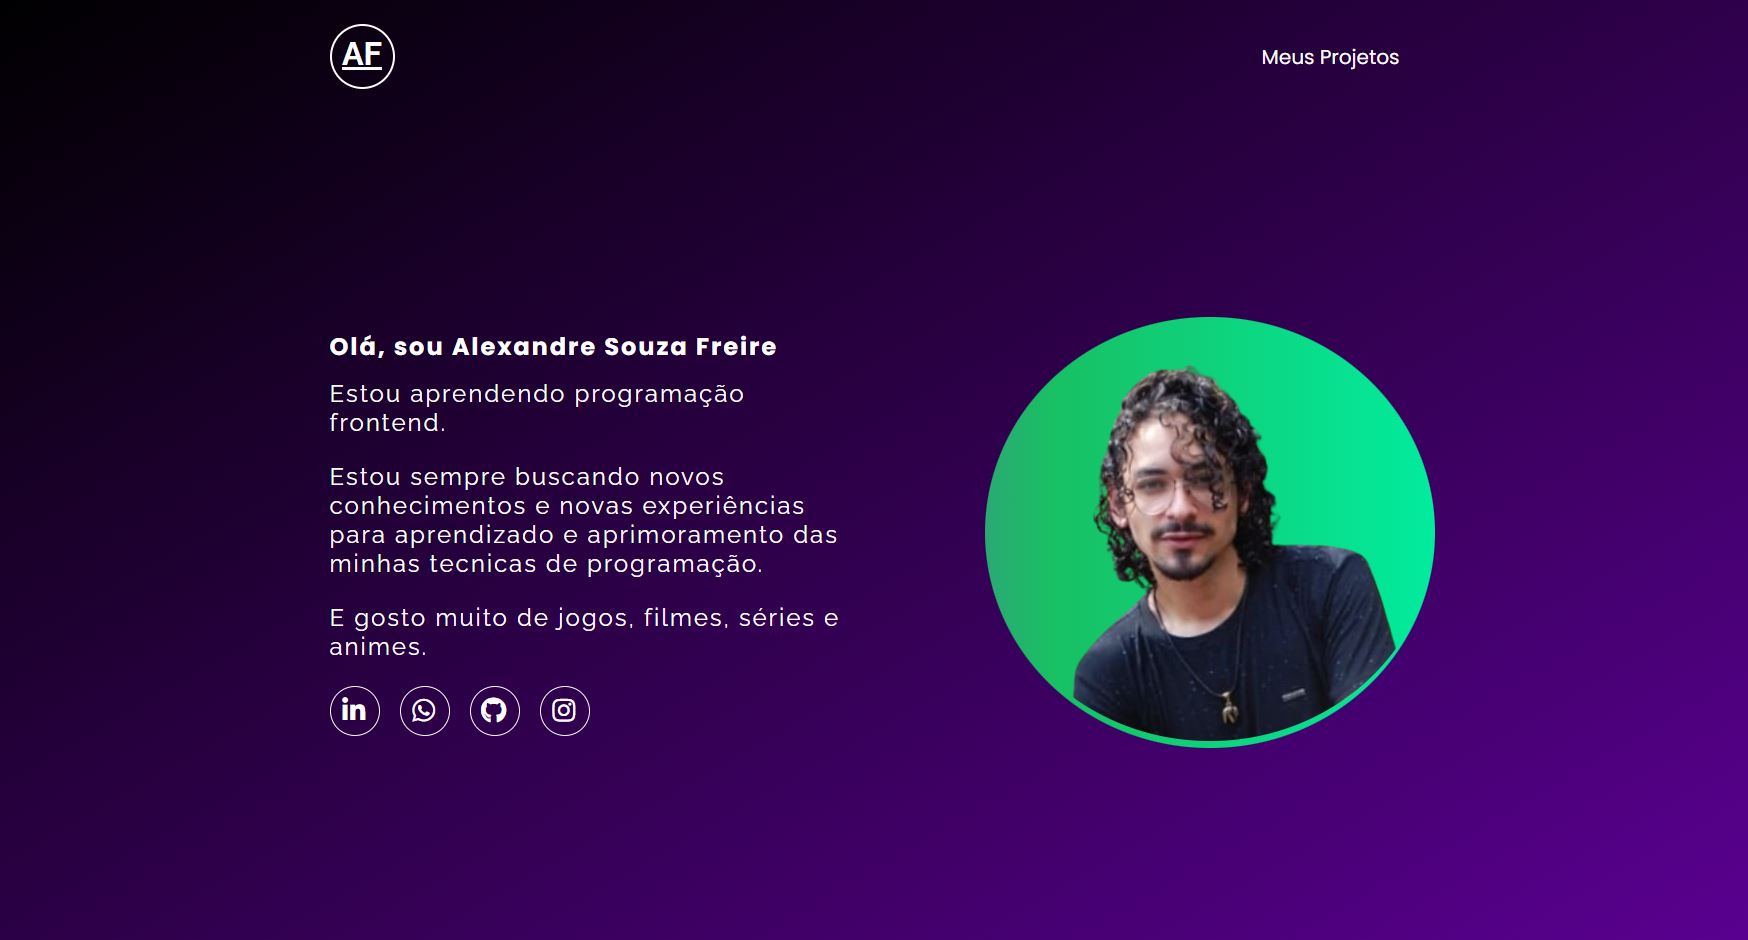 AF
Meus Projetos
Olá, sou Alexandre Souza Freire
Estou aprendendo programação
frontend.
Estou sempre buscando novos
conhecimentos e novas experiências
para aprendizado e aprimoramento das
minhas tecnicas de programação.
E gosto muito de jogos, filmes, séries e
animes.
in